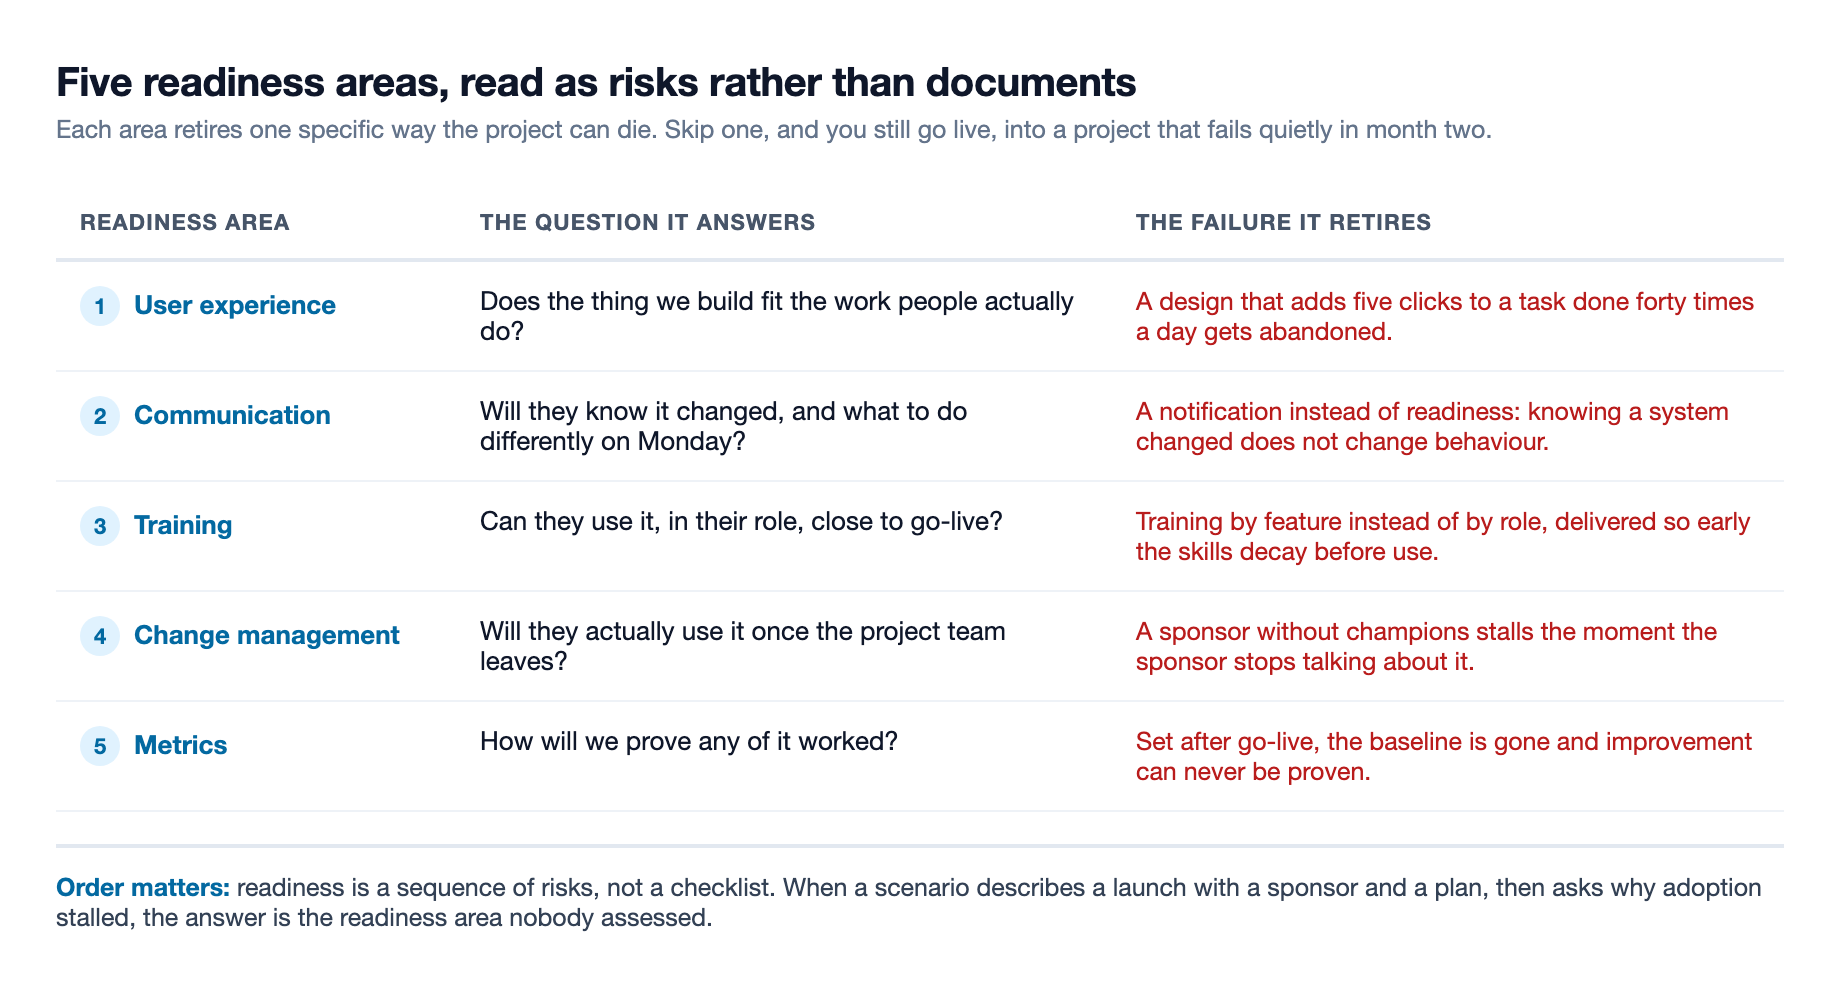 Five readiness areas, read as risks rather than documents
Each area retires one specific way the project can die. Skip one, and you still go live, into a project that fails quietly in month two.
READINESS AREA
THE QUESTION IT ANSWERS
THE FAILURE IT RETIRES
1 User experience
Does the thing we build fit the work people actually
do?
A design that adds five clicks to a task done forty times
a day gets abandoned.
2 Communication
Will they know it changed, and what to do
differently on Monday?
A notification instead of readiness: knowing a system
changed does not change behaviour.
3 Training
Can they use it, in their role, close to go-live?
Training by feature instead of by role, delivered so early
the skills decay before use.
4 Change management
Will they actually use it once the project team
leaves?
A sponsor without champions stalls the moment the
sponsor stops talking about it.
5 Metrics
How will we prove any of it worked?
Set after go-live, the baseline is gone and improvement
can never be proven.
Order matters: readiness is a sequence of risks, not a checklist. When a scenario describes a launch with a sponsor and a plan, then asks why adoption
stalled, the answer is the readiness area nobody assessed.